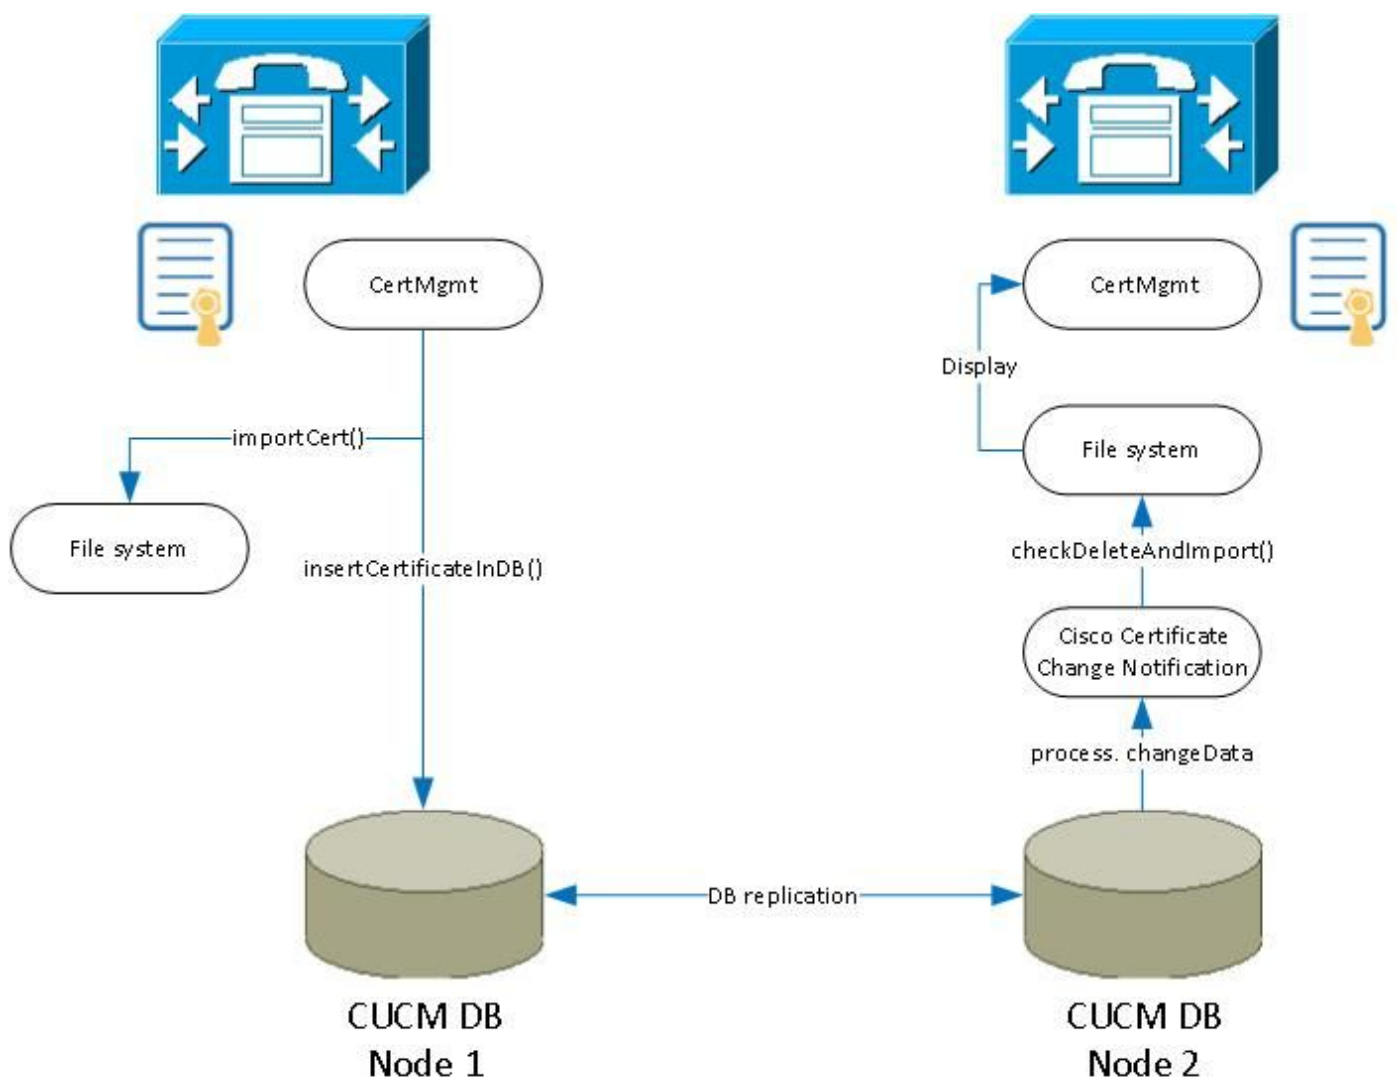 CertMgmt
CertMgmt
Display
importCert()
File system
File system
checkDeleteAndImport()
insertCertificateInDB()
Cisco Certificate
Change Notification
process. changeData
DB replication
CUCM DB
Node 1
CUCM DB
Node 2